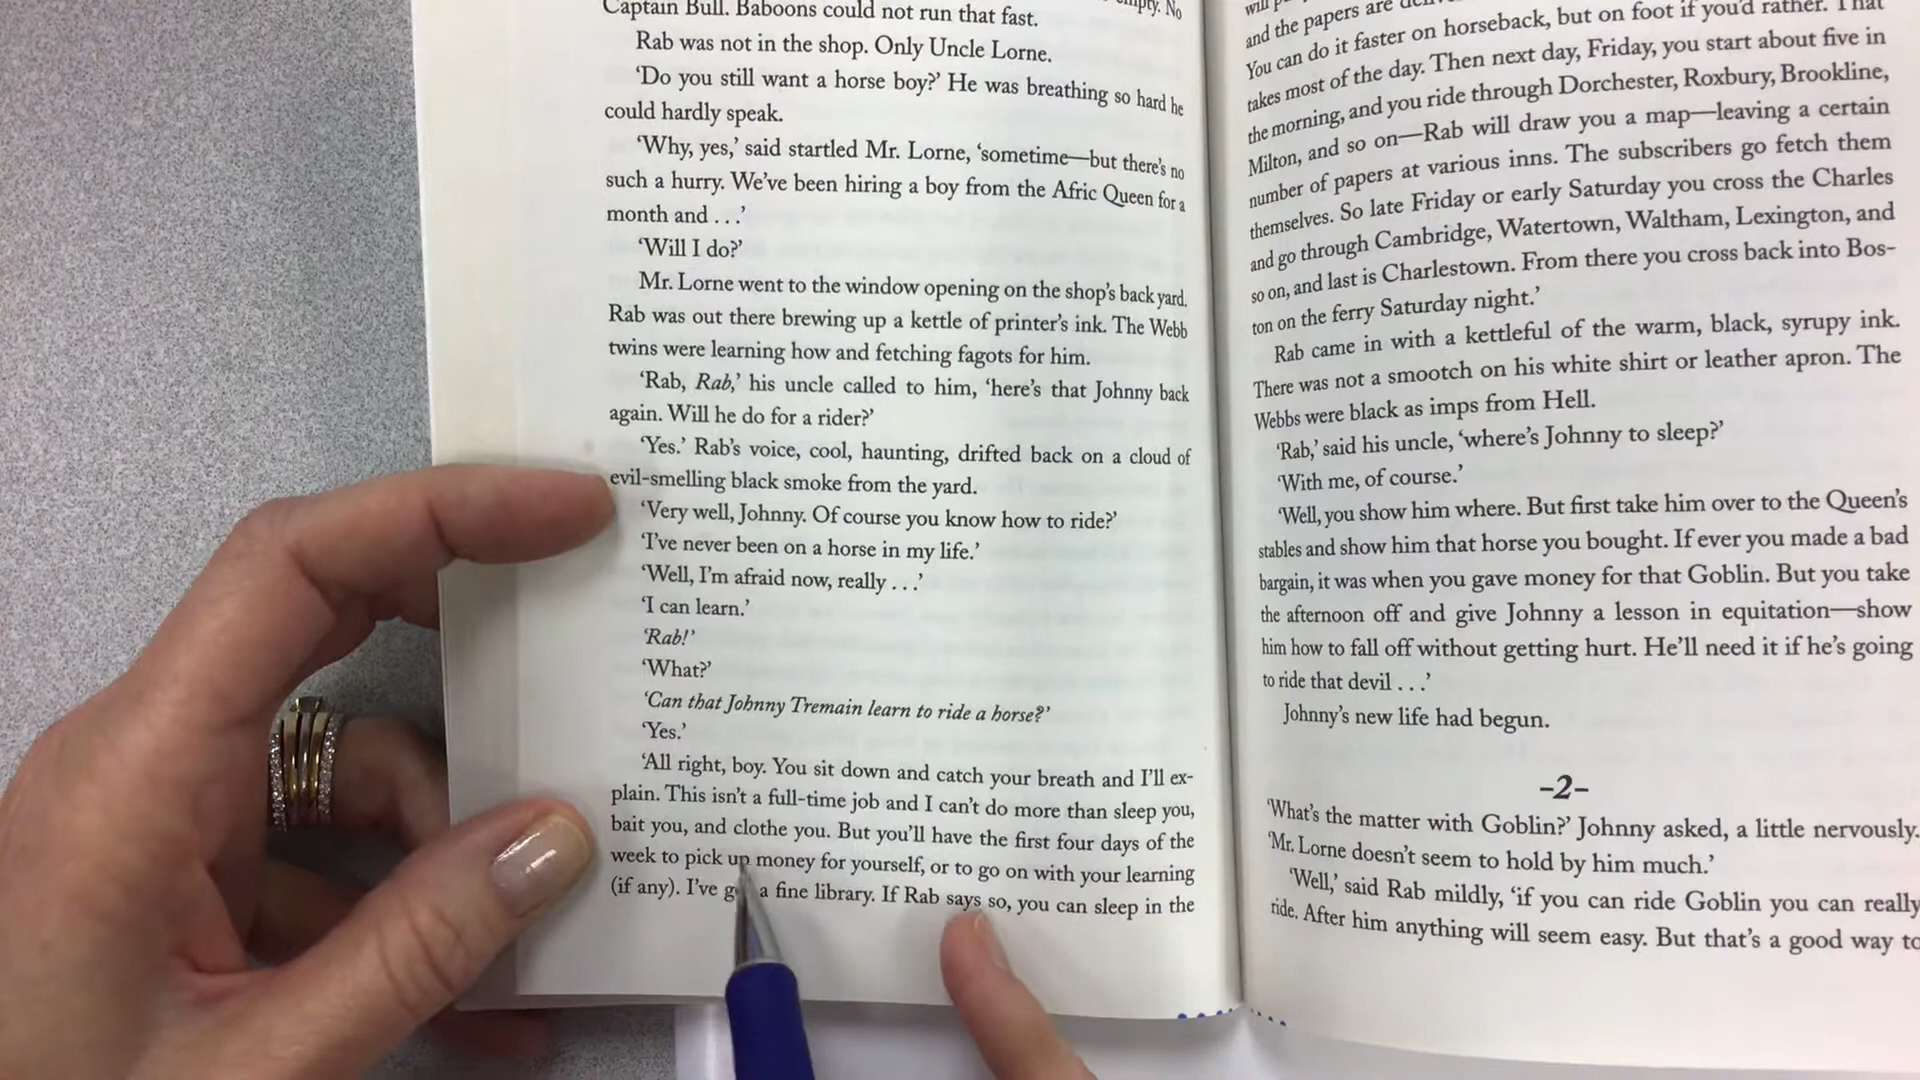 Captain Bull. Baboons could not run that fast.
Rab was not in the shop. Only Uncle Lorne.
‘Do you still want a horse boy?’ He was breathing so hard he
could hardly speak.
‘Why, yes,’ said startled Mr. Lorne, ‘sometime—but there’s no
such a hurry. We’ve been hiring a boy from the Afric Queen for a
month and . . .’
‘Will I do?’
Mr. Lorne went to the window opening on the shop’s back yard.
Rab was out there brewing up a kettle of printer’s ink. The Webb
twins were learning how and fetching fagots for him.
‘Rab, Rab,’ his uncle called to him, ‘here’s that Johnny back
again. Will he do for a rider?’
‘Yes.’ Rab’s voice, cool, haunting, drifted back on a cloud of
evil-smelling black smoke from the yard.
‘Very well, Johnny. Of course you know how to ride?’
‘I’ve never been on a horse in my life.’
‘Well, I’m afraid now, really . . .’
‘I can learn.’
‘Rab!’
‘What?’
‘Can that Johnny Tremain learn to ride a horse?’
‘Yes.’
‘All right, boy. You sit down and catch your breath and I’ll ex-
plain. This isn’t a full-time job and I can’t do more than sleep you,
bait you, and clothe you. But you’ll have the first four days of the
week to pick up money for yourself, or to go on with your learning
(if any). I’ve a fine library. If Rab says so, you can sleep in the
and the papers are
You can do it faster on horseback, but on foot if you’d rather. That
takes most of the day. Then next day, Friday, you start about five in
the morning, and you ride through Dorchester, Roxbury, Brookline,
Milton, and so on—Rab will draw you a map—leaving a certain
number of papers at various inns. The subscribers go fetch them
themselves. So late Friday or early Saturday you cross the Charles
and go through Cambridge, Watertown, Waltham, Lexington, and
so on, and last is Charlestown. From there you cross back into Bos-
ton on the ferry Saturday night.’
Rab came in with a kettleful of the warm, black, syrupy ink.
There was not a smootch on his white shirt or leather apron. The
Webbs were black as imps from Hell.
‘Rab,’ said his uncle, ‘where’s Johnny to sleep?’
‘With me, of course.’
‘Well, you show him where. But first take him over to the Queen’s
stables and show him that horse you bought. If ever you made a bad
bargain, it was when you gave money for that Goblin. But you take
the afternoon off and give Johnny a lesson in equitation—show
him how to fall off without getting hurt. He’ll need it if he’s going
to ride that devil . . .’
Johnny’s new life had begun.
-2-
‘What’s the matter with Goblin?’ Johnny asked, a little nervously.
‘Mr. Lorne doesn’t seem to hold by him much.’
‘Well,’ said Rab mildly, ‘if you can ride Goblin you can really
ride. After him anything will seem easy. But that’s a good way to